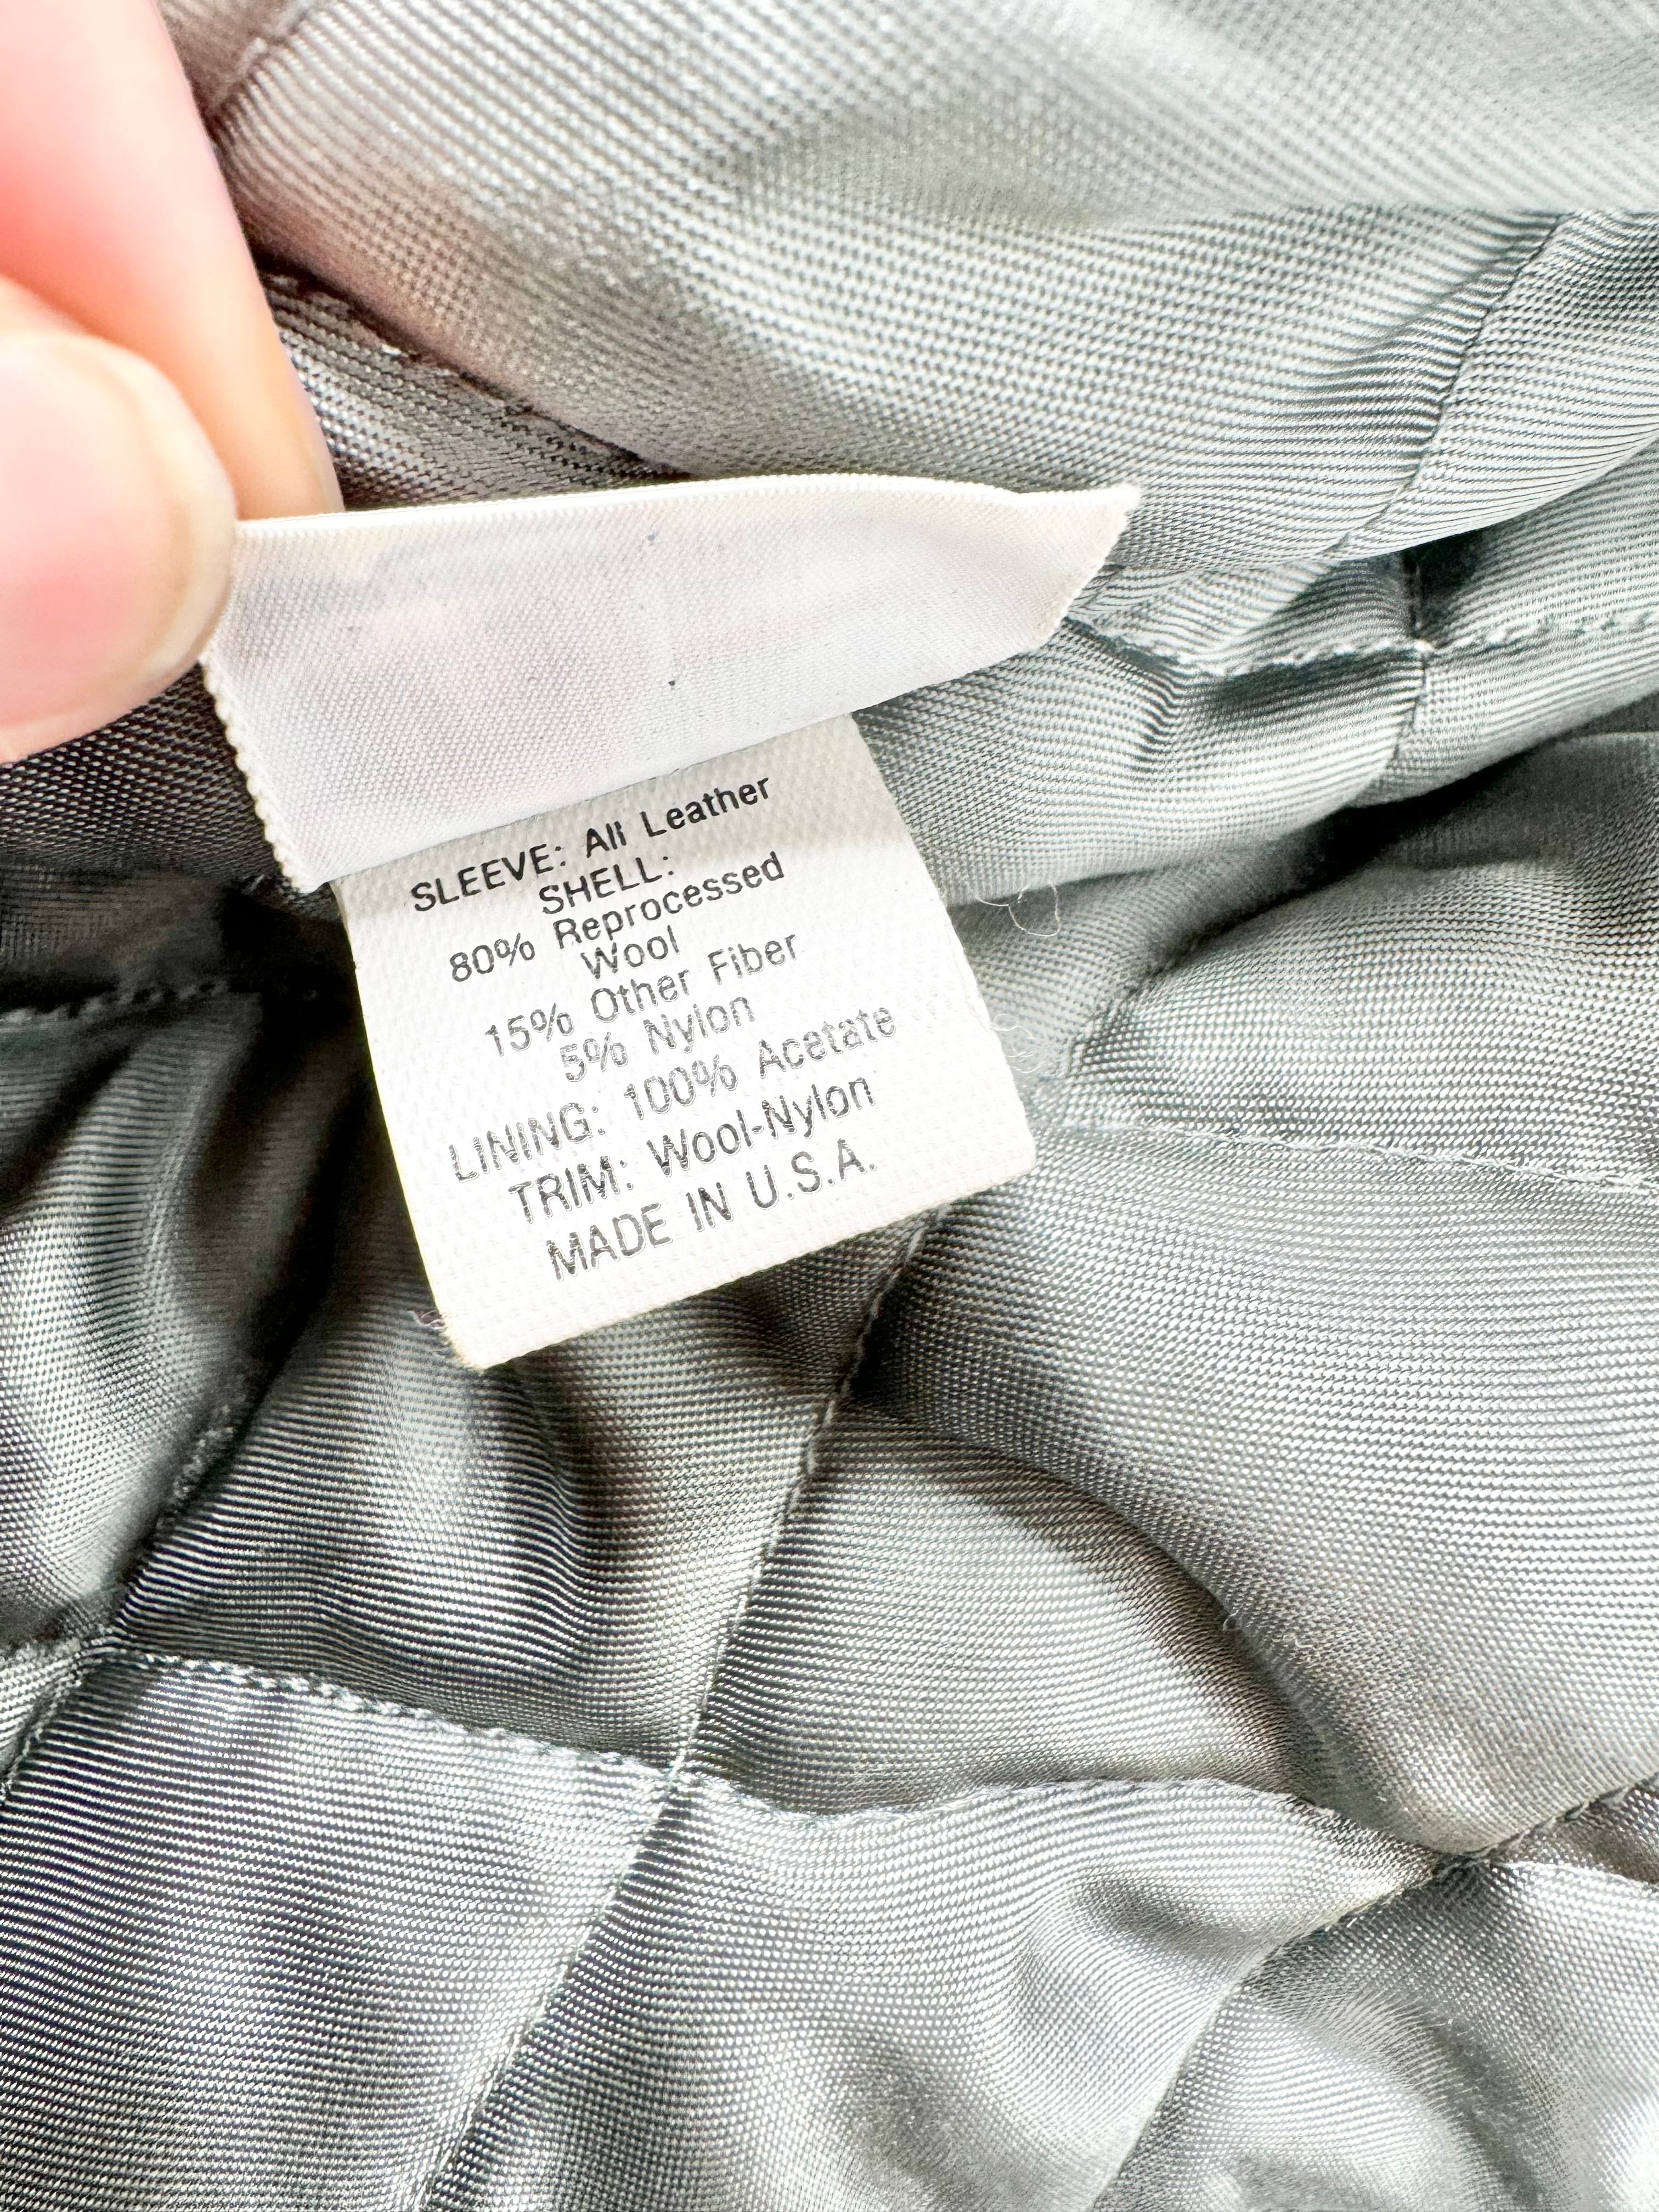 SLEEVE: All Leather
SHELL:
80% Reprocessed
Wool
15% Other Fiber
5% Nylon
LINING: 100% Acetate
TRIM: Wool-Nylon
MADE IN U.S.A.